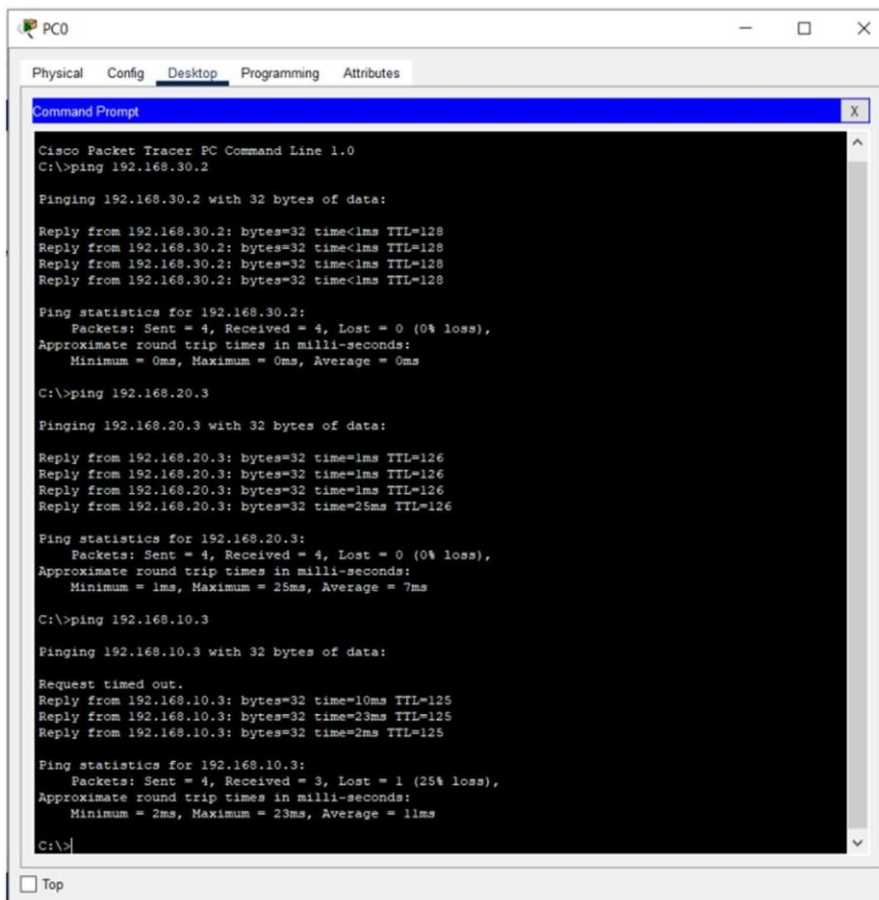 PC0
Physical Config Desktop Programming Attributes
Command Prompt X
Cisco Packet Tracer PC Command Line 1.0
C:\>ping 192.168.30.2
Pinging 192.168.30.2 with 32 bytes of data:
Reply from 192.168.30.2: bytes=32 time<1ms TTL=128
Reply from 192.168.30.2: bytes=32 time<1ms TTL=128
Reply from 192.168.30.2: bytes=32 time<1ms TTL=128
Reply from 192.168.30.2: bytes=32 time<1ms TTL=128
Ping statistics for 192.168.30.2:
    Packets: Sent = 4, Received = 4, Lost = 0 (0% loss),
Approximate round trip times in milli-seconds:
    Minimum = 0ms, Maximum = 0ms, Average = 0ms
C:\>ping 192.168.20.3
Pinging 192.168.20.3 with 32 bytes of data:
Reply from 192.168.20.3: bytes=32 time=1ms TTL=126
Reply from 192.168.20.3: bytes=32 time=1ms TTL=126
Reply from 192.168.20.3: bytes=32 time=1ms TTL=126
Reply from 192.168.20.3: bytes=32 time=25ms TTL=126
Ping statistics for 192.168.20.3:
    Packets: Sent = 4, Received = 4, Lost = 0 (0% loss),
Approximate round trip times in milli-seconds:
    Minimum = 1ms, Maximum = 25ms, Average = 7ms
C:\>ping 192.168.10.3
Pinging 192.168.10.3 with 32 bytes of data:
Request timed out.
Reply from 192.168.10.3: bytes=32 time=10ms TTL=125
Reply from 192.168.10.3: bytes=32 time=23ms TTL=125
Reply from 192.168.10.3: bytes=32 time=2ms TTL=125
Ping statistics for 192.168.10.3:
    Packets: Sent = 4, Received = 3, Lost = 1 (25% loss),
Approximate round trip times in milli-seconds:
    Minimum = 2ms, Maximum = 23ms, Average = 11ms
C:\>
Top